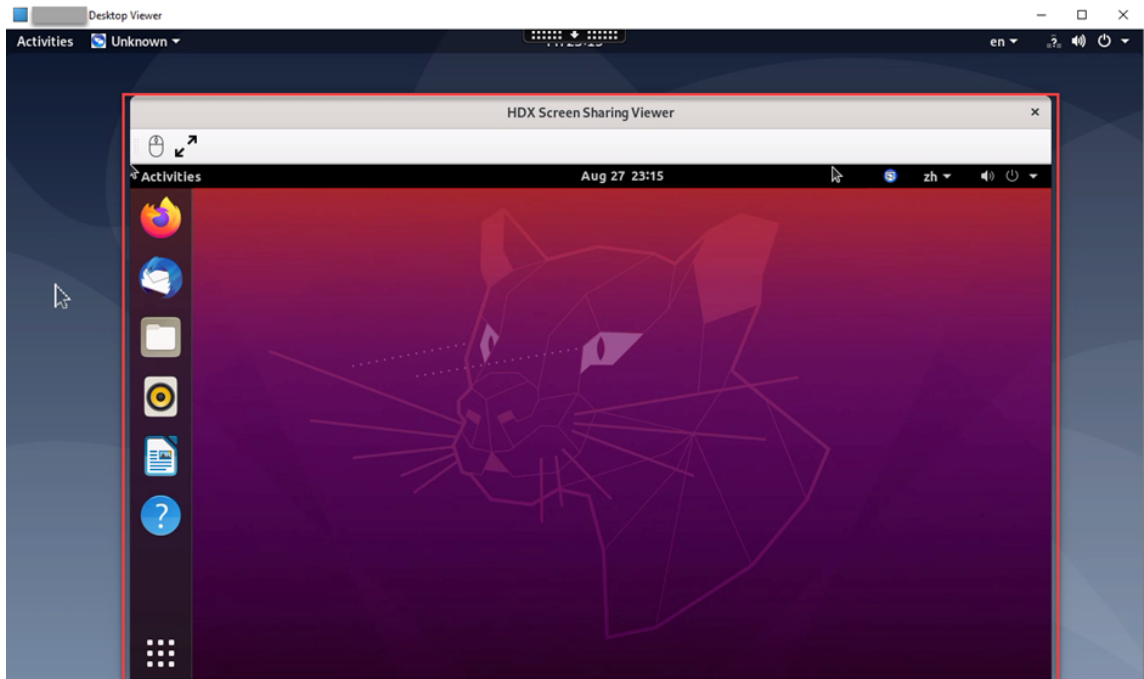 Desktop Viewer
Activities Unknown en
HDX Screen Sharing Viewer
Activities Aug 27 23:15 zh
?